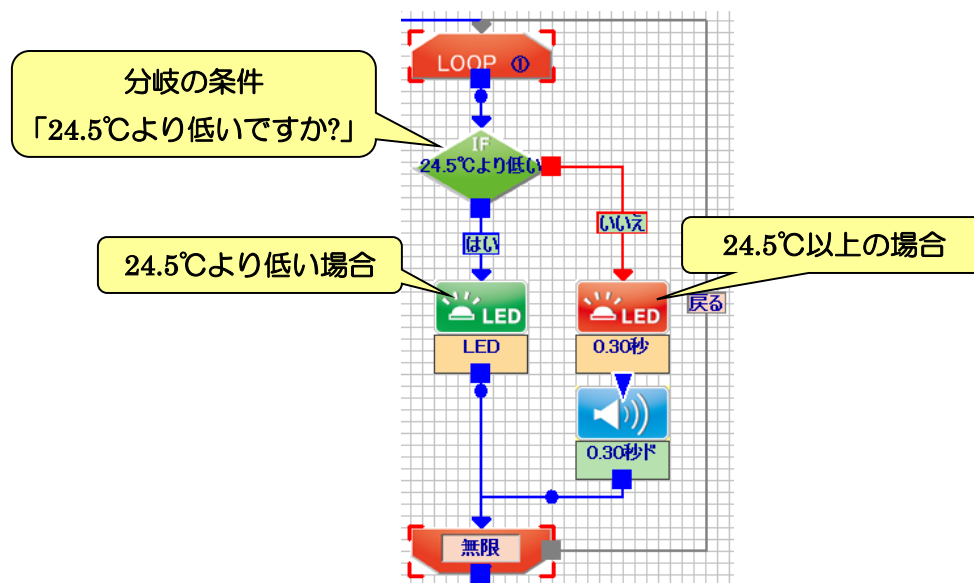 LOOP ①
分岐の条件
「24.5℃より低いですか?」
IF
24.5℃より低い
はい
いいえ
24.5℃より低い場合
24.5℃以上の場合
LED
LED
戻る
LED
0.30秒
0.30秒ド
無限